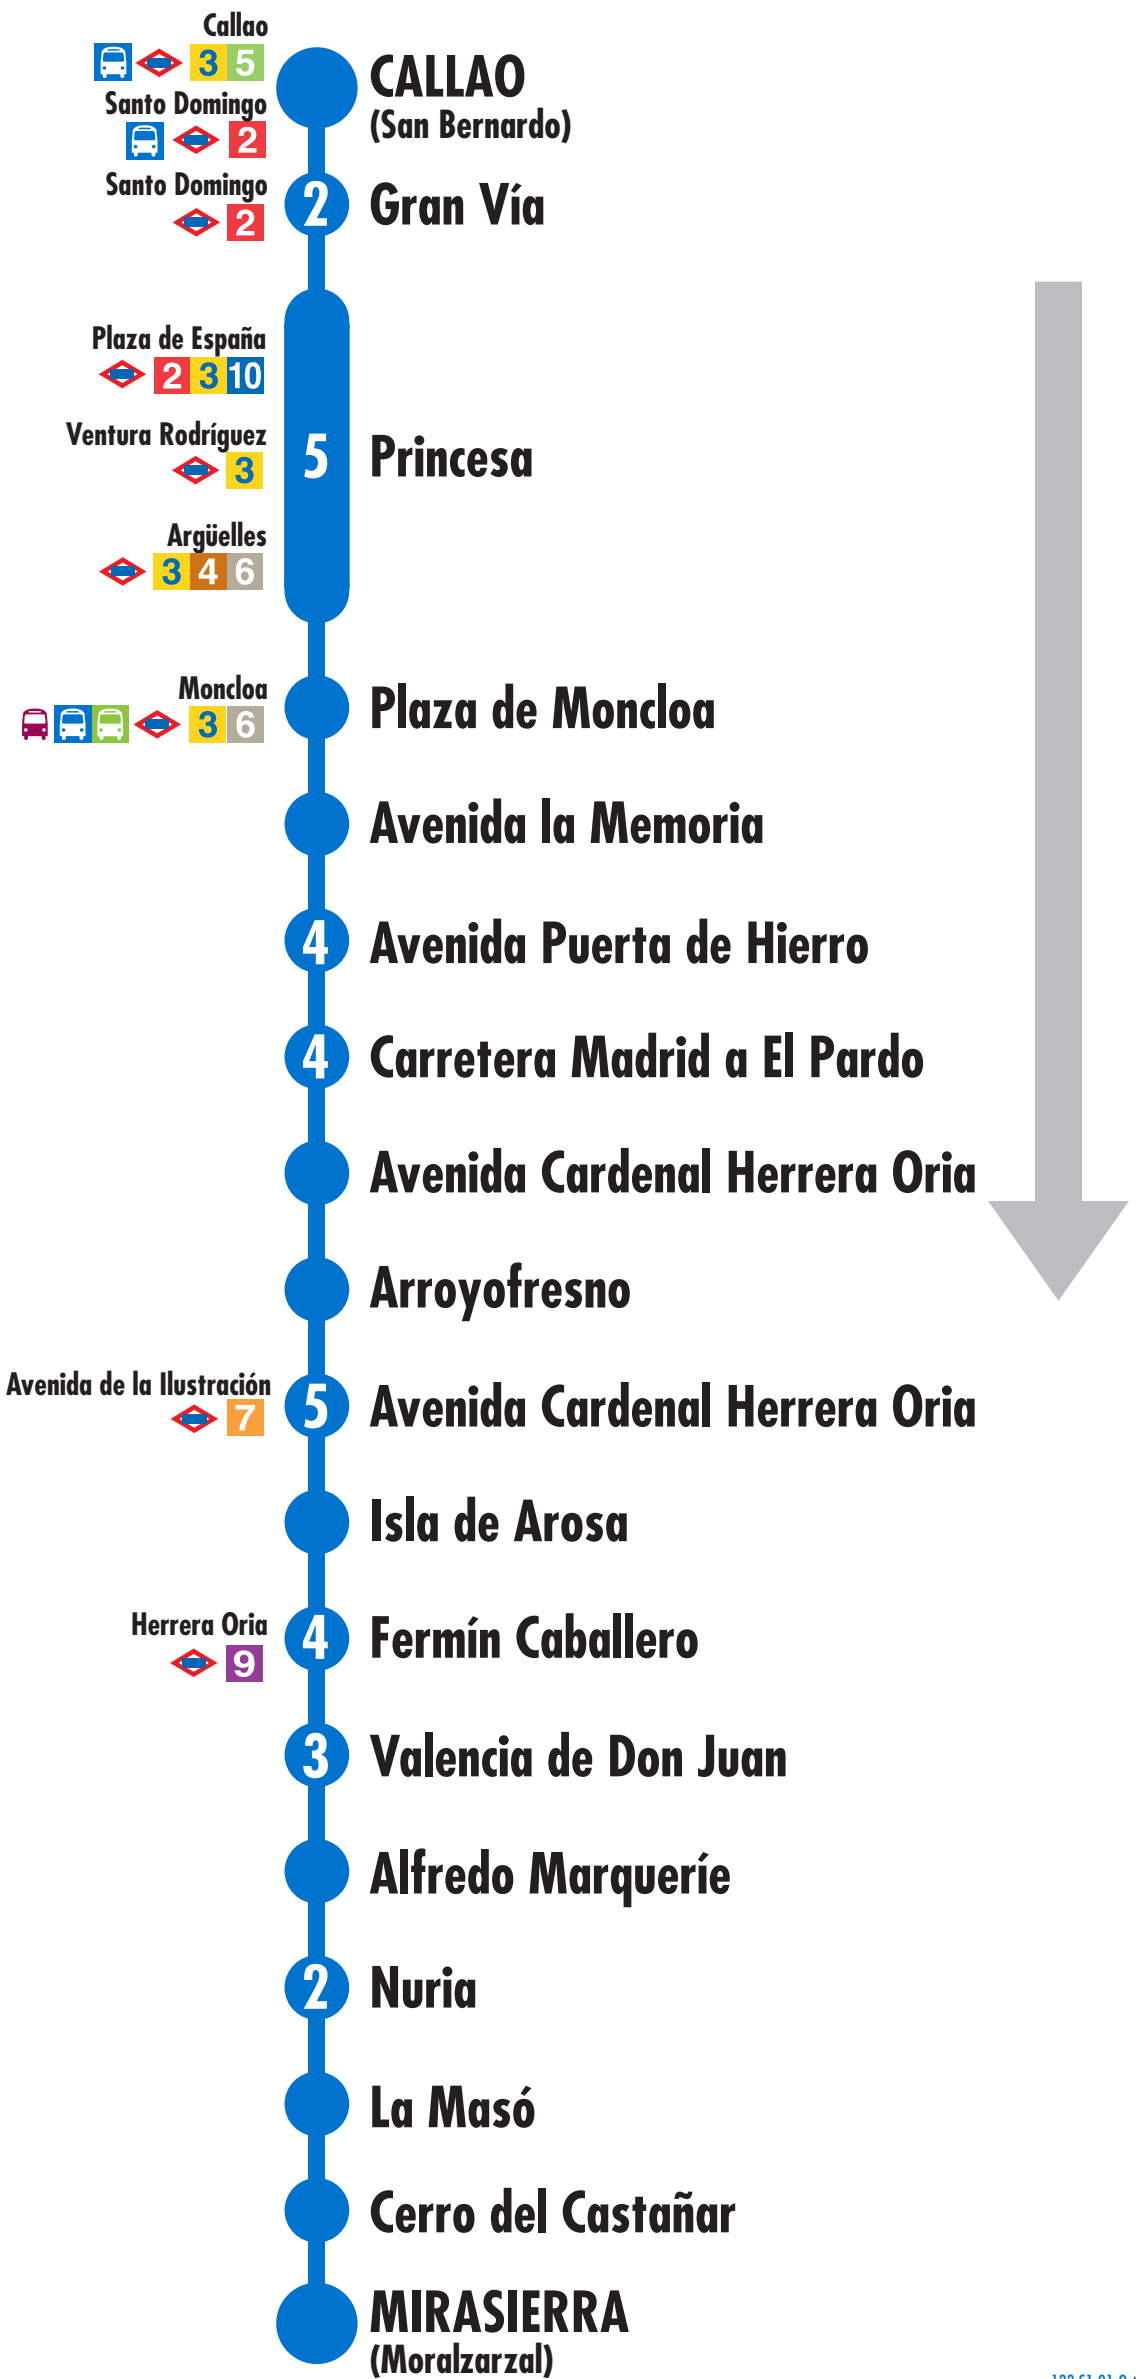 Callao
3 5
CALLAO
(San Bernardo)
Santo Domingo
2
Santo Domingo
2
2
Gran Vía
Plaza de España
2 3 10
Ventura Rodríguez
3
5
Princesa
Argüelles
3 4 6
Moncloa
3 6
Plaza de Moncloa
Avenida la Memoria
4
Avenida Puerta de Hierro
4
Carretera Madrid a El Pardo
Avenida Cardenal Herrera Oria
Arroyofresno
Avenida de la Ilustración
7
5
Avenida Cardenal Herrera Oria
Isla de Arosa
Herrera Oria
9
4
Fermín Caballero
3
Valencia de Don Juan
Alfredo Marqueríe
2
Nuria
La Masó
Cerro del Castañar
MIRASIERRA
(Moralzarzal)